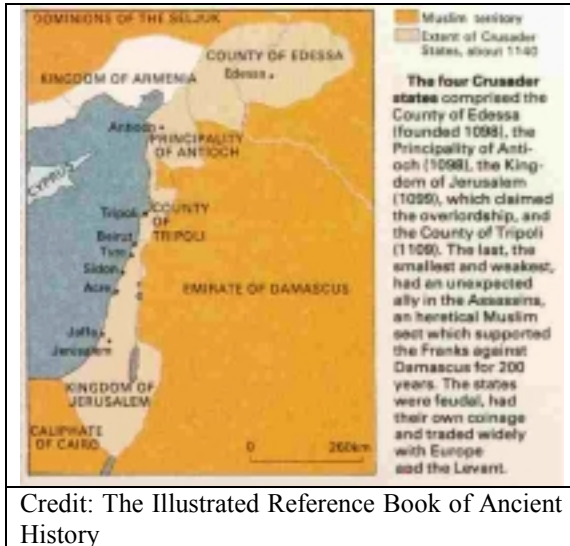 DOMINIONS OF THE SELJUK
COUNTY OF EDESSA
Edessa
KINGDOM OF ARMENIA
Antioch
PRINCIPALITY
OF ANTIOCH
CYPRUS
Tripoli
COUNTY
OF
TRIPOLI
Beirut
Tyre
Sidon
Acre
EMIRATE OF DAMASCUS
Jaffa
Jerusalem
KINGDOM OF
JERUSALEM
CALIPHATE
OF CAIRO
0 260km
Muslim territory
Extent of Crusader
States, about 1140
The four Crusader
states comprised the
County of Edessa
(founded 1098), the
Principality of Anti-
och (1098), the King-
dom of Jerusalem
(1099), which claimed
the overlordship, and
the County of Tripoli
(1109). The last, the
smallest and weakest,
had an unexpected
ally in the Assassins,
an heretical Muslim
sect which supported
the Franks against
Damascus for 200
years. The states
were feudal, had
their own coinage
and traded widely
with Europe
and the Levant.
Credit: The Illustrated Reference Book of Ancient
History